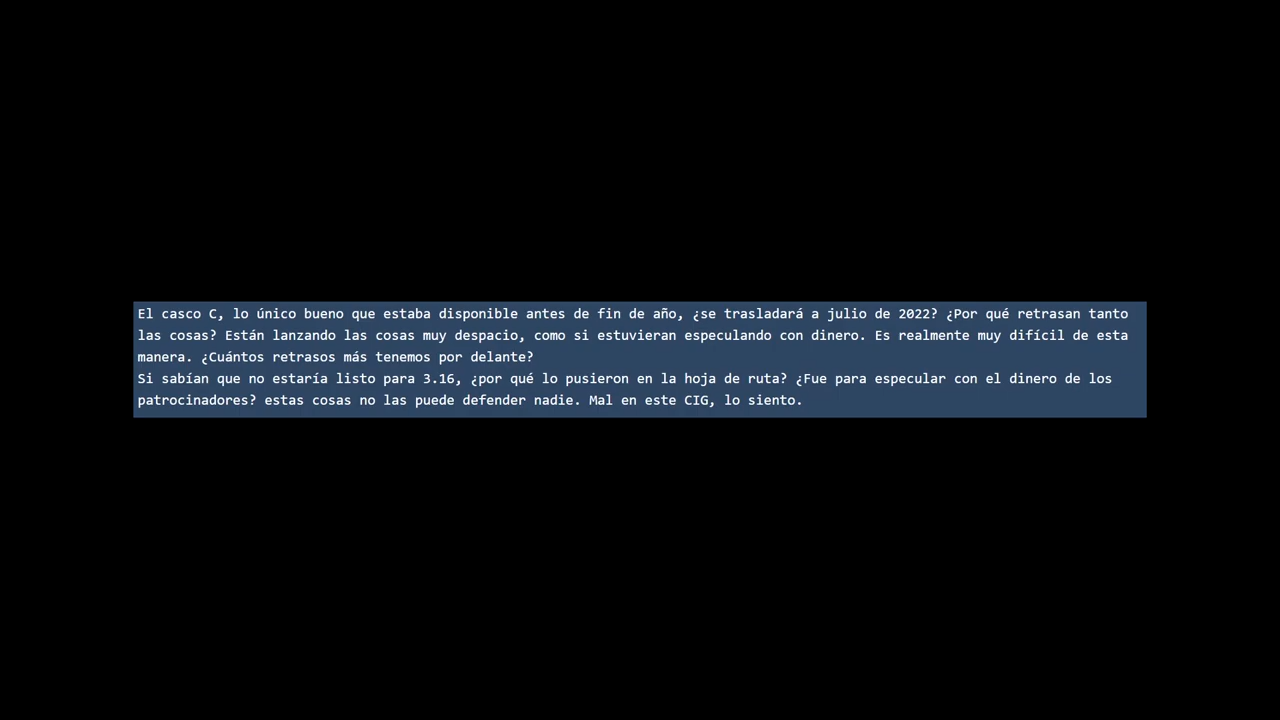 El casco C, lo único bueno que estaba disponible antes de fin de año, ¿se trasladará a julio de 2022? ¿Por qué retrasan tanto
las cosas? Están lanzando las cosas muy despacio, como si estuvieran especulando con dinero. Es realmente muy difícil de esta
manera. ¿Cuántos retrasos más tenemos por delante?
Si sabían que no estaría listo para 3.16, ¿por qué lo pusieron en la hoja de ruta? ¿Fue para especular con el dinero de los
patrocinadores? estas cosas no las puede defender nadie. Mal en este CIG, lo siento.